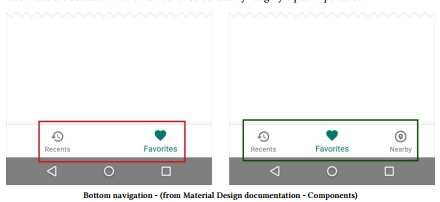 Recents Favorites
Recents Favorites Nearby
Bottom navigation - (from Material Design documentation - Components)